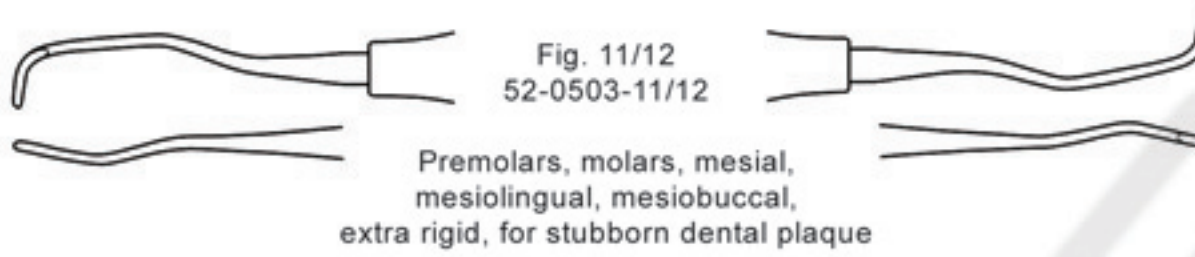 Fig. 11/12
52-0503-11/12
Premolars, molars, mesial,
mesiolingual, mesiobuccal,
extra rigid, for stubborn dental plaque